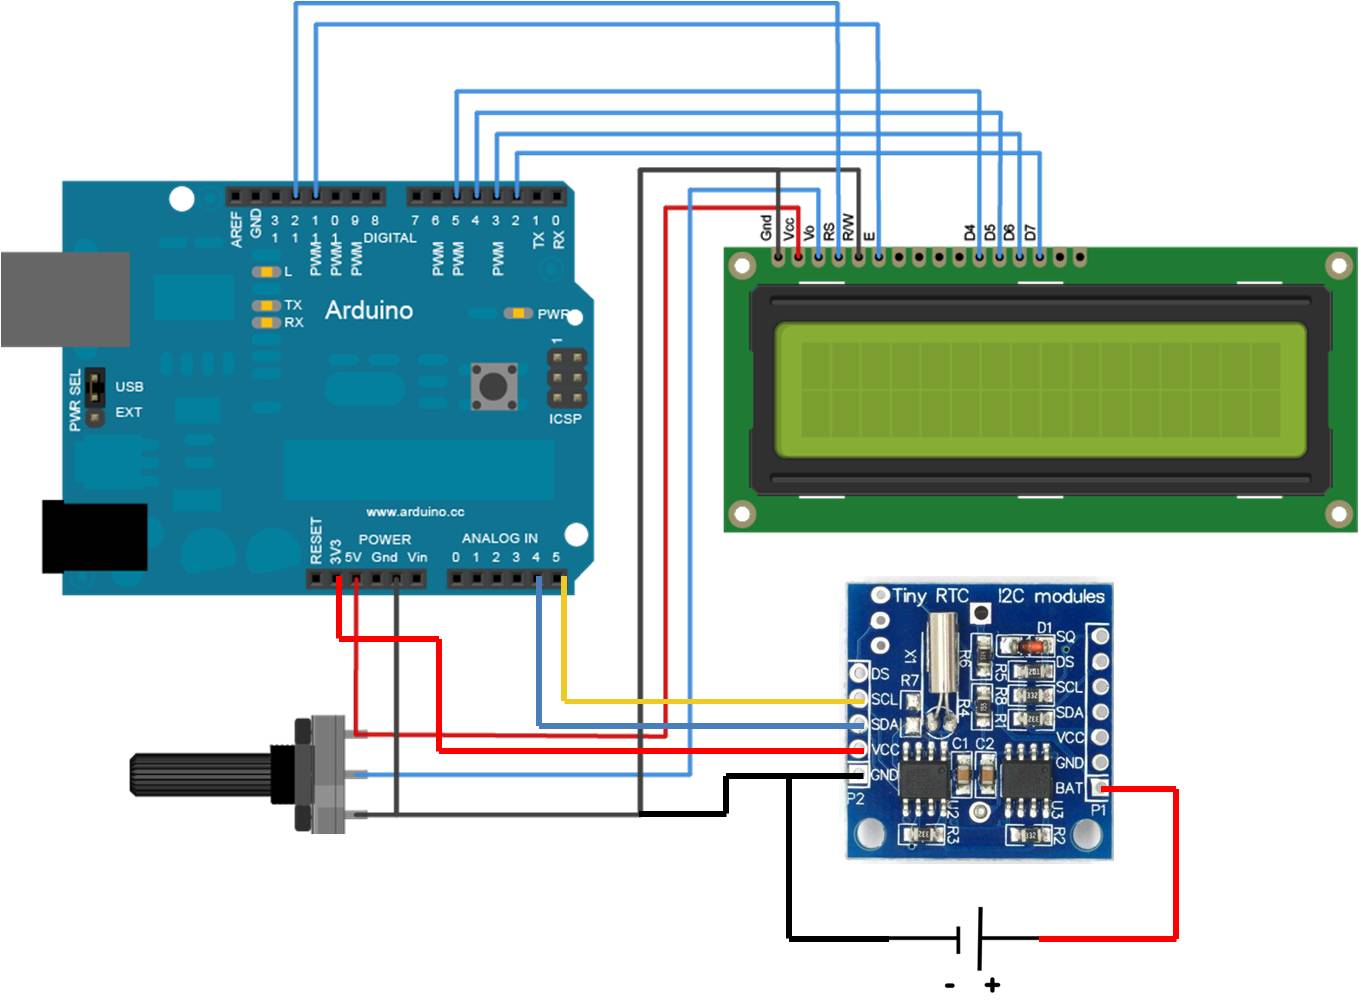 Gnd Vcc Vo RS R/W E D4 D5 D6 D7
AREF GND 13 12 PWM 11 PWM 10 PWM 9 8
7 PWM 6 PWM 5 4 PWM 3 2 TX 1 RX 0
DIGITAL
L
TX
RX
Arduino
PWR
1
ICSP
PWR SEL
USB
EXT
www.arduino.cc
POWER
RESET 3V3 5V Gnd Vin
ANALOG IN
0 1 2 3 4 5
Tiny RTC I2C modules
D1
SQ
DS
SCL
SDA
VCC
GND
BAT
P1
DS
SCL
SDA
VCC
GND
P2
X1
R7
R6
R5
R4
R8
R1
C1 C2
U2
U3
R3
R2
- +